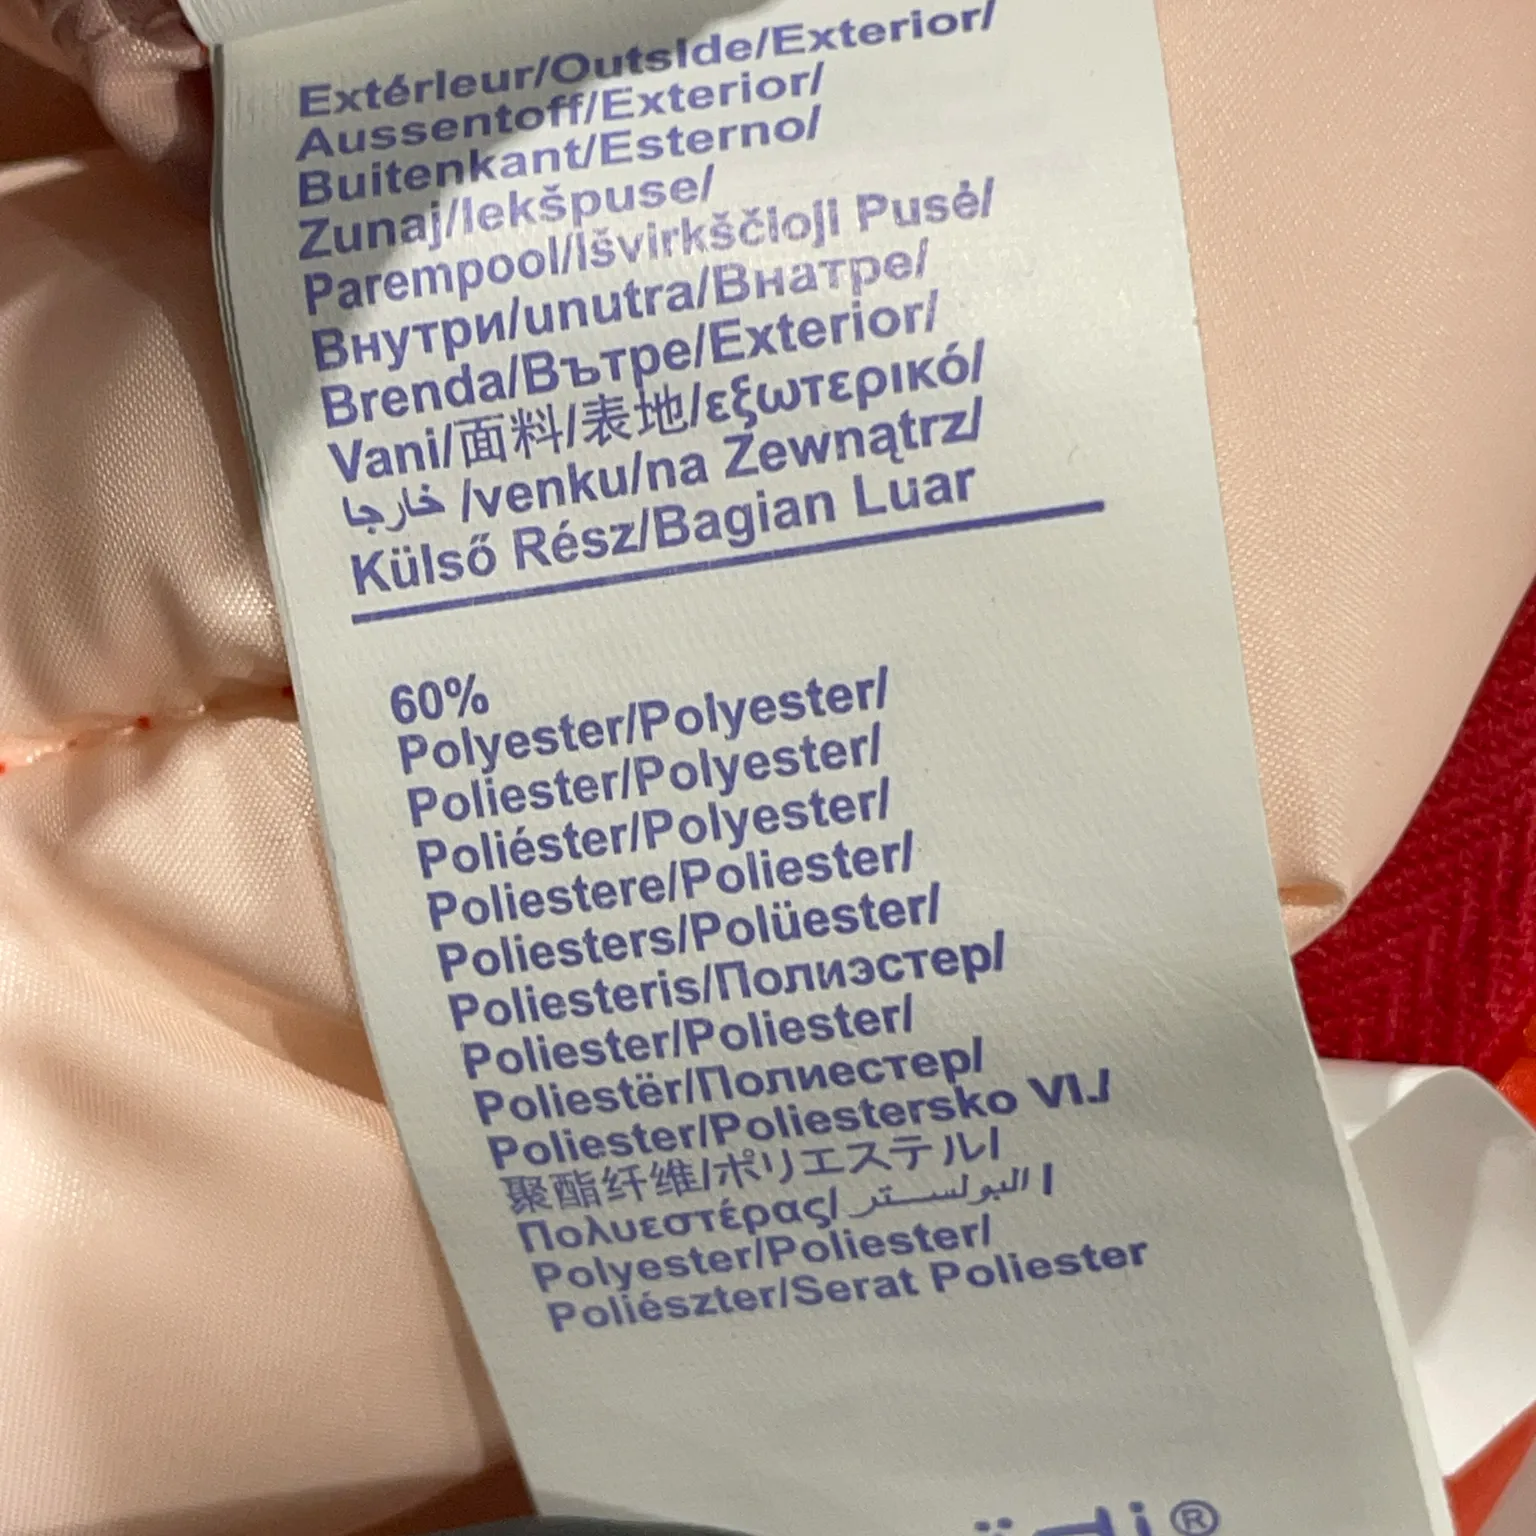 Extérieur/Outside/Exterior/
Aussentoff/Exterior/
Buitenkant/Esterno/
Zunaj/Iekšpuse/
Parempool/Išvirkščioji Pusė/
Внутри/unutra/Внатре/
Brenda/Вътре/Exterior/
Vani/面料/表地/εξωτερικό/
خارجا /venku/na Zewnątrz/
Külső Rész/Bagian Luar
60%
Polyester/Polyester/
Poliester/Polyester/
Poliéster/Polyester/
Poliestere/Poliester/
Poliesters/Polüester/
Poliesteris/Полиэстер/
Poliester/Poliester/
Poliestër/Полиестер/
Poliester/Poliestersko Vl./
聚酯纤维/ポリエステル/
Πολυεστέρας/ البولستر /
Polyester/Poliester/
Poliészter/Serat Poliester